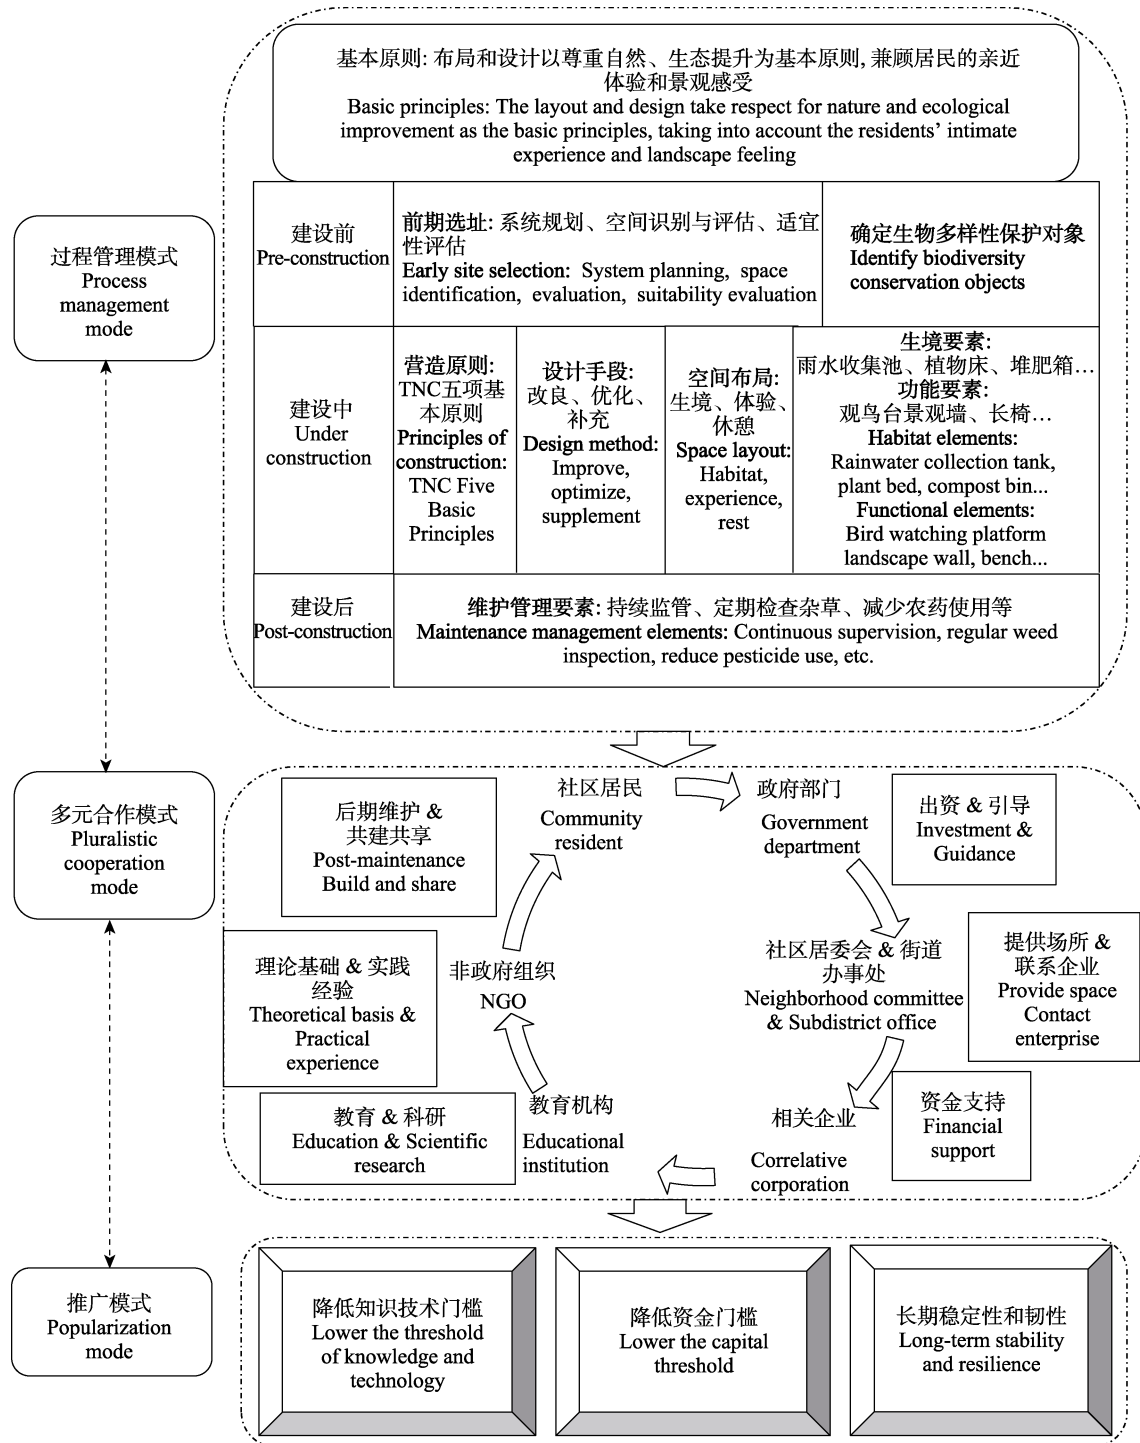 基本原则: 布局和设计以尊重自然、生态提升为基本原则, 兼顾居民的亲近
体验和景观感受
Basic principles: The layout and design take respect for nature and ecological
improvement as the basic principles, taking into account the residents’ intimate
experience and landscape feeling
过程管理模式
Process
management
mode
建设前
Pre-construction
前期选址: 系统规划、空间识别与评估、适宜
性评估
Early site selection: System planning, space
identification, evaluation, suitability evaluation
确定生物多样性保护对象
Identify biodiversity
conservation objects
建设中
Under
construction
营造原则:
TNC五项基
本原则
Principles of
construction:
TNC Five
Basic
Principles
设计手段:
改良、优化、
补充
Design method:
Improve,
optimize,
supplement
空间布局:
生境、体验、
休憩
Space layout:
Habitat,
experience,
rest
生境要素:
雨水收集池、植物床、堆肥箱…
功能要素:
观鸟台景观墙、长椅…
Habitat elements:
Rainwater collection tank,
plant bed, compost bin...
Functional elements:
Bird watching platform
landscape wall, bench...
建设后
Post-construction
维护管理要素: 持续监管、定期检查杂草、减少农药使用等
Maintenance management elements: Continuous supervision, regular weed
inspection, reduce pesticide use, etc.
多元合作模式
Pluralistic
cooperation
mode
后期维护 &
共建共享
Post-maintenance
Build and share
社区居民
Community
resident
政府部门
Government
department
出资 & 引导
Investment &
Guidance
理论基础 & 实践
经验
Theoretical basis &
Practical
experience
非政府组织
NGO
社区居委会 & 街道
办事处
Neighborhood committee
& Subdistrict office
提供场所 &
联系企业
Provide space
Contact
enterprise
教育 & 科研
Education & Scientific
research
教育机构
Educational
institution
相关企业
Correlative
corporation
资金支持
Financial
support
推广模式
Popularization
mode
降低知识技术门槛
Lower the threshold
of knowledge and
technology
降低资金门槛
Lower the capital
threshold
长期稳定性和韧性
Long-term stability
and resilience